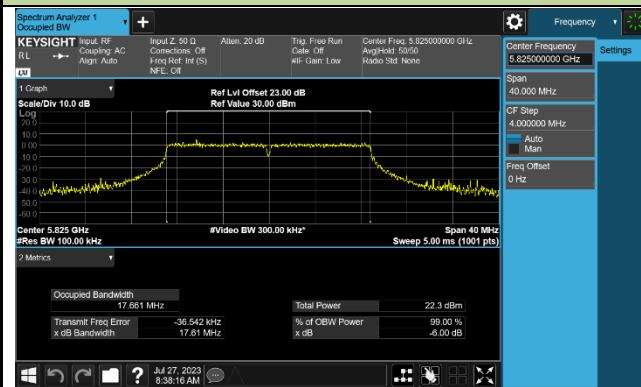 Spectrum Analyzer 1
Occupied BW
Frequency
KEYSIGHT
Input: RF
Coupling: AC
Align: Auto
Input Z: 50 Ω
Corrections: Off
Freq Ref: Int (S)
NFE: Off
Atten: 20 dB
Trig: Free Run
Gate: Off
#IF Gain: Low
Center Freq: 5.825000000 GHz
Avg|Hold: 50/50
Radio Std: None
RL
LXI
Center Frequency
5.825000000 GHz
Settings
Span
40.000 MHz
CF Step
4.000000 MHz
Auto
Man
Freq Offset
0 Hz
1 Graph
Scale/Div 10.0 dB
Ref Lvl Offset 23.00 dB
Ref Value 30.00 dBm
Log
20.0
10.0
0.00
-10.0
-20.0
-30.0
-40.0
-50.0
-60.0
Center 5.825 GHz
#Res BW 100.00 kHz
#Video BW 300.00 kHz*
Span 40 MHz
Sweep 5.00 ms (1001 pts)
2 Metrics
Occupied Bandwidth
17.661 MHz
Total Power 22.3 dBm
Transmit Freq Error -36.542 kHz
% of OBW Power 99.00 %
x dB Bandwidth 17.61 MHz
x dB -6.00 dB
Jul 27, 2023
8:38:16 AM